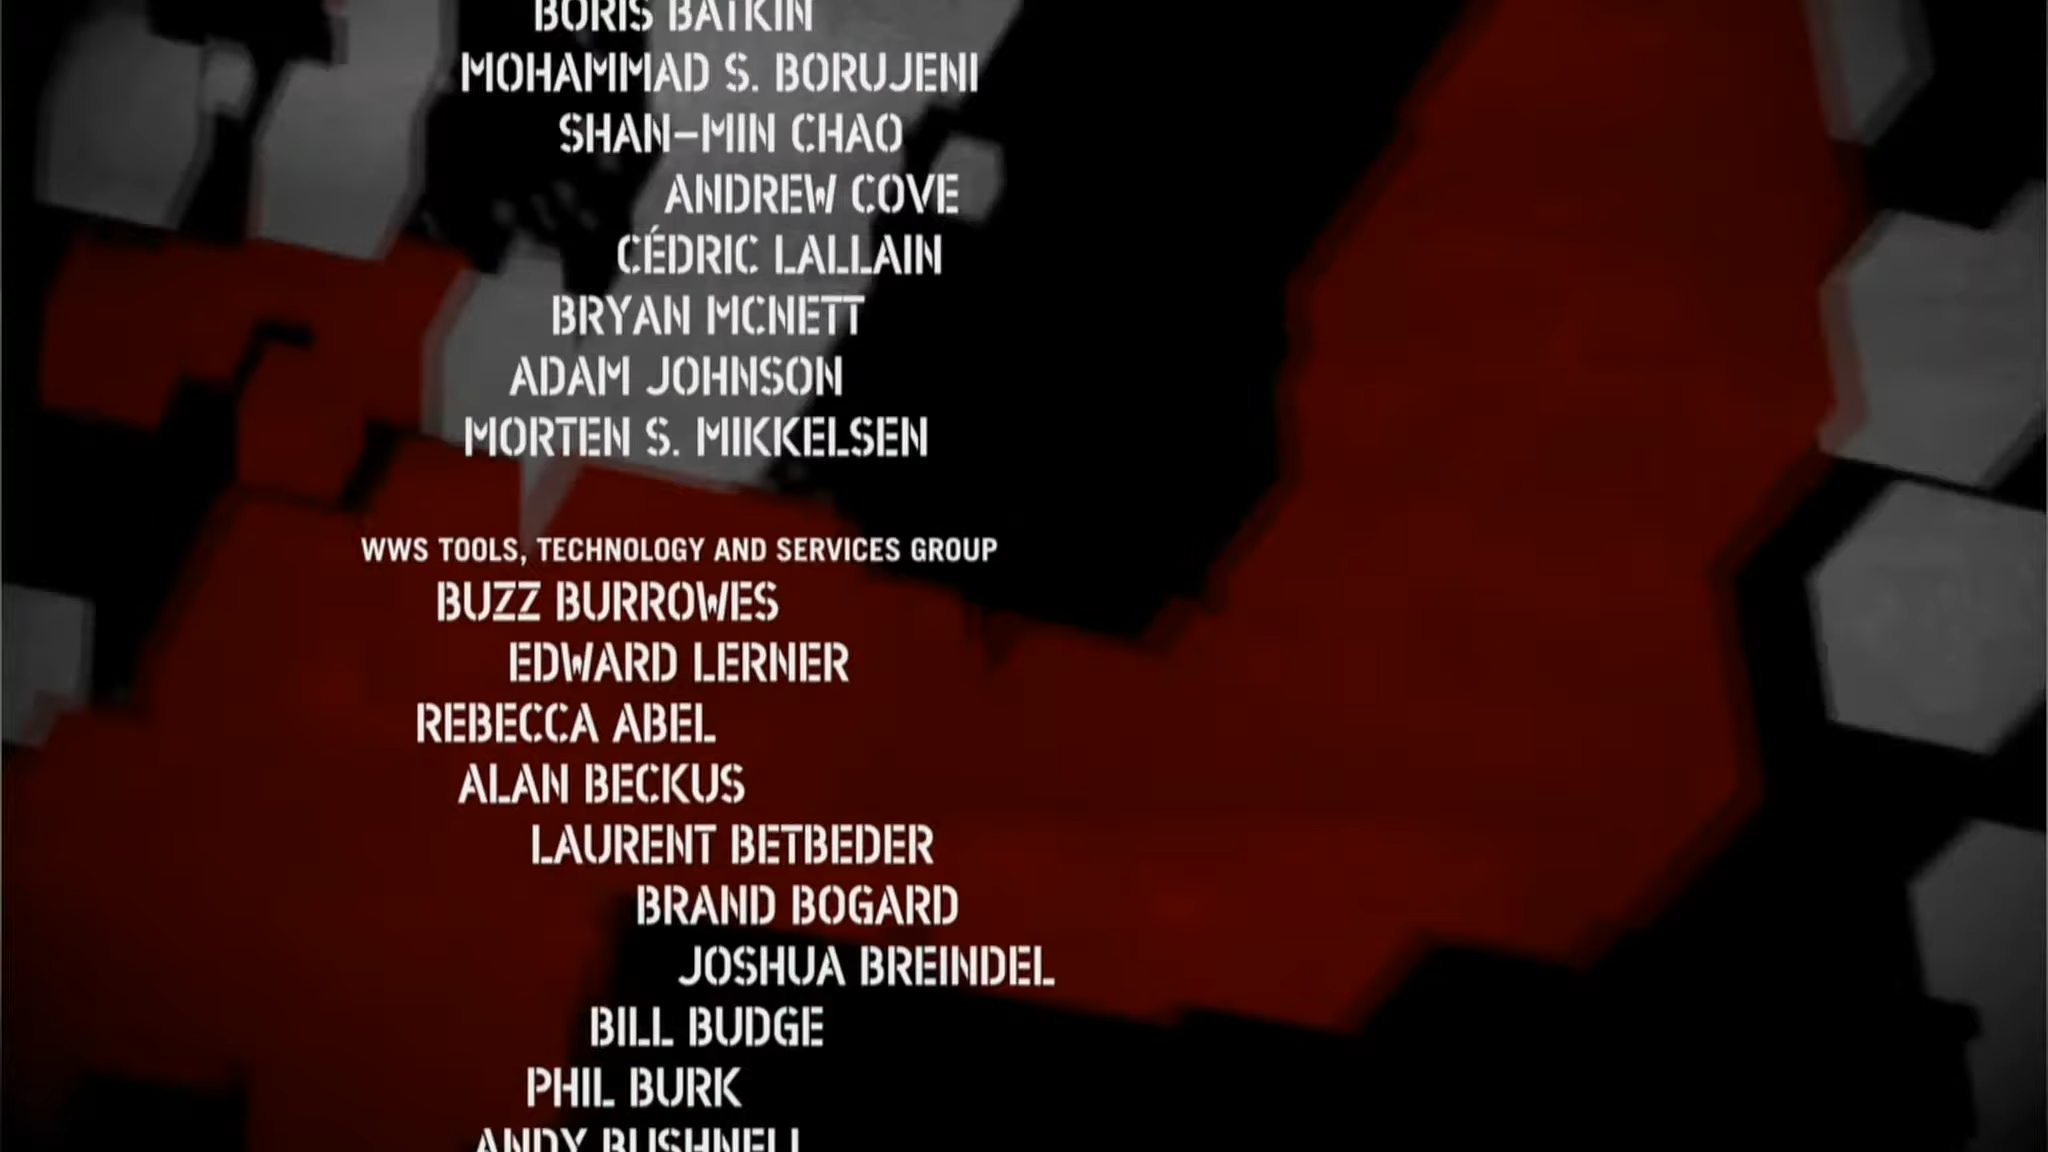 BORIS BATKIN
MOHAMMAD S. BORUJENI
SHAN-MIN CHAO
ANDREW COVE
CÉDRIC LALLAIN
BRYAN MCNETT
ADAM JOHNSON
MORTEN S. MIKKELSEN
WWS TOOLS, TECHNOLOGY AND SERVICES GROUP
BUZZ BURROWES
EDWARD LERNER
REBECCA ABEL
ALAN BECKUS
LAURENT BETBEDER
BRAND BOGARD
JOSHUA BREINDEL
BILL BUDGE
PHIL BURK
ANDY BUSHNELL